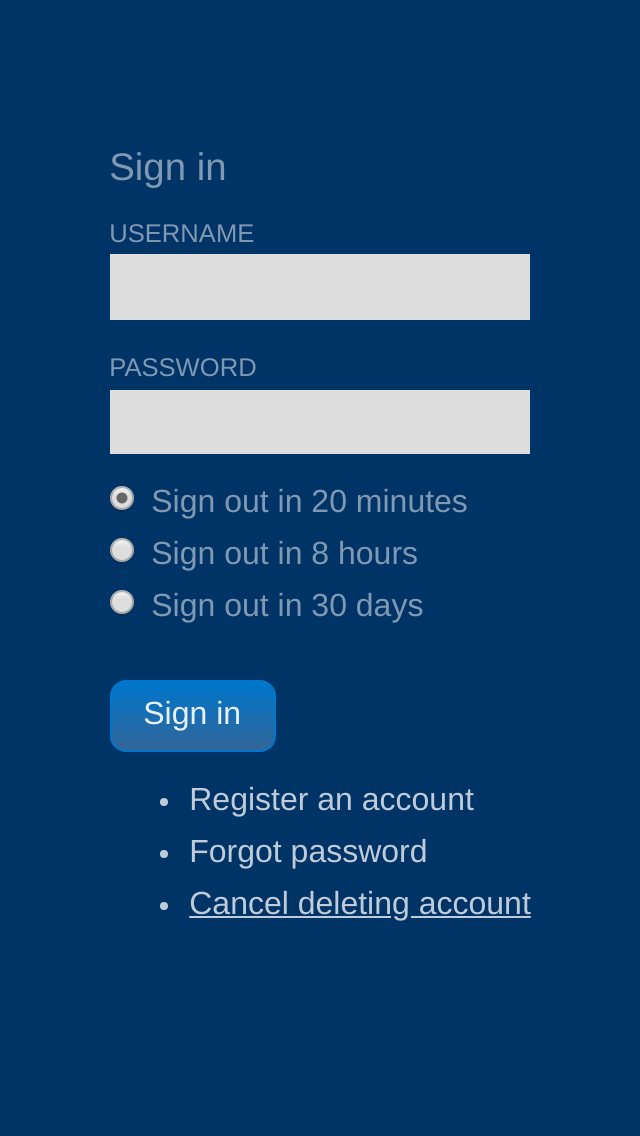 Sign in
USERNAME
PASSWORD
Sign out in 20 minutes
Sign out in 8 hours
Sign out in 30 days
Sign in
Register an account
Forgot password
Cancel deleting account